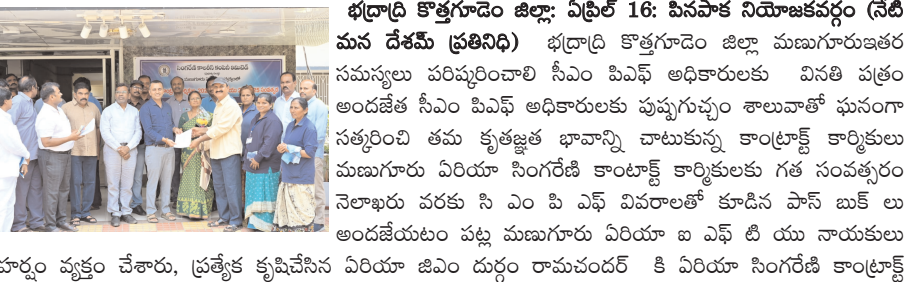 భద్రాద్రి కొత్తగూడెం జిల్లా: ఏప్రిల్ 16: పినపాక నియోజకవర్గం (నేటి
మన దేశమ్ ప్రతినిధి) భద్రాద్రి కొత్తగూడెం జిల్లా మణుగూరుఇతర
సమస్యలు పరిష్కరించాలి సీఎం పిఎఫ్ అధికారులకు వినతి పత్రం
అందజేత సీఎం పిఎఫ్ అధికారులకు పుష్పగుచ్చం శాలువాతో ఘనంగా
సత్కరించి తమ కృతజ్ఞత భావాన్ని చాటుకున్న కాంట్రాక్ట్ కార్మికులు
మణుగూరు ఏరియా సింగరేణి కాంటాక్ట్ కార్మికులకు గత సంవత్సరం
నెలాఖరు వరకు సి ఎం పి ఎఫ్ వివరాలతో కూడిన పాస్ బుక్ లు
అందజేయటం పట్ల మణుగూరు ఏరియా ఐ ఎఫ్ టి యు నాయకులు
హర్షం వ్యక్తం చేశారు, ప్రత్యేక కృషిచేసిన ఏరియా జిఎం దుర్గం రామచందర్ కి ఏరియా సింగరేణి కాంట్రాక్ట్
సింగరేణి కాలరీస్ కంపెనీ లిమిటెడ్